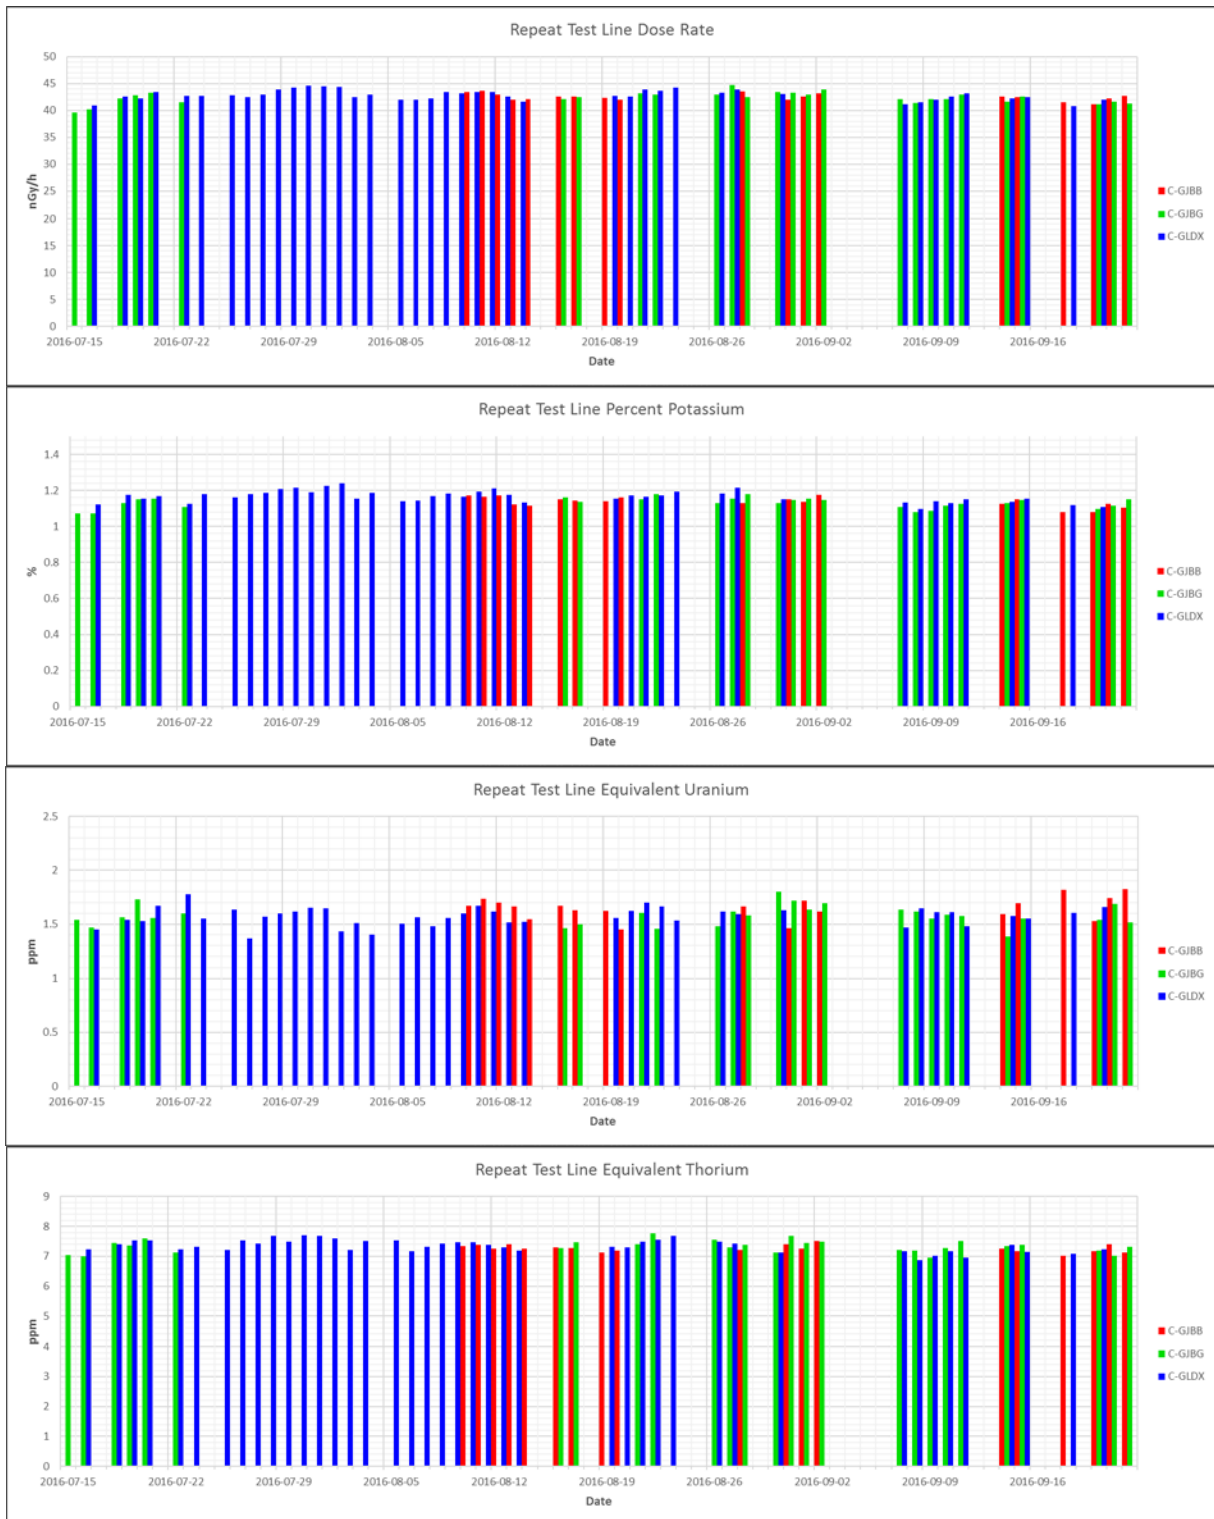 Repeat Test Line Dose Rate
50
45
40
35
30
25
20
15
10
5
0
nGy/h
2016-07-15 2016-07-22 2016-07-29 2016-08-05 2016-08-12 2016-08-19 2016-08-26 2016-09-02 2016-09-09 2016-09-16
Date
C-GJBB
C-GJBG
C-GLDX
Repeat Test Line Percent Potassium
1.4
1.2
1
0.8
0.6
0.4
0.2
0
%
2016-07-15 2016-07-22 2016-07-29 2016-08-05 2016-08-12 2016-08-19 2016-08-26 2016-09-02 2016-09-09 2016-09-16
Date
C-GJBB
C-GJBG
C-GLDX
Repeat Test Line Equivalent Uranium
2.5
2
1.5
1
0.5
0
ppm
2016-07-15 2016-07-22 2016-07-29 2016-08-05 2016-08-12 2016-08-19 2016-08-26 2016-09-02 2016-09-09 2016-09-16
Date
C-GJBB
C-GJBG
C-GLDX
Repeat Test Line Equivalent Thorium
9
8
7
6
5
4
3
2
1
0
ppm
2016-07-15 2016-07-22 2016-07-29 2016-08-05 2016-08-12 2016-08-19 2016-08-26 2016-09-02 2016-09-09 2016-09-16
Date
C-GJBB
C-GJBG
C-GLDX